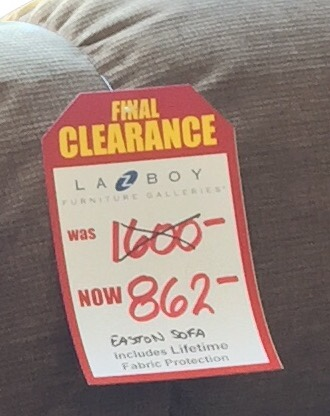 FINAL
CLEARANCE
LA Z BOY
FURNITURE GALLERIES®
WAS 1600-
NOW 862-
EASTON SOFA
includes Lifetime
Fabric Protection